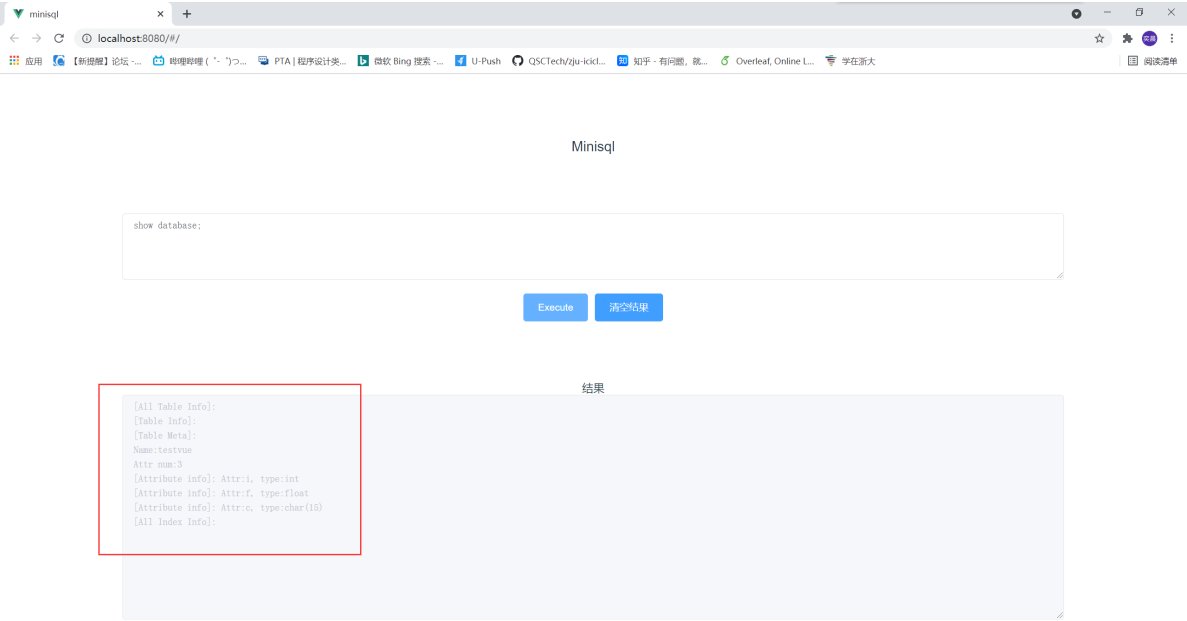 minisql
localhost:8080/#/
实操
应用
【新提醒】论坛 -...
哔哩哔哩 ( ゜- ゜)つ...
PTA | 程序设计类...
微软 Bing 搜索 -...
U-Push
QSCTech/zju-icicl...
知乎 - 有问题，就...
Overleaf, Online L...
学在浙大
阅读清单
Minisql
show database;
Execute
清空结果
结果
[All Table Info]:
[Table Info]:
[Table Meta]:
Name:testvue
Attr num:3
[Attribute info]: Attr:i, type:int
[Attribute info]: Attr:f, type:float
[Attribute info]: Attr:c, type:char(15)
[All Index Info]: